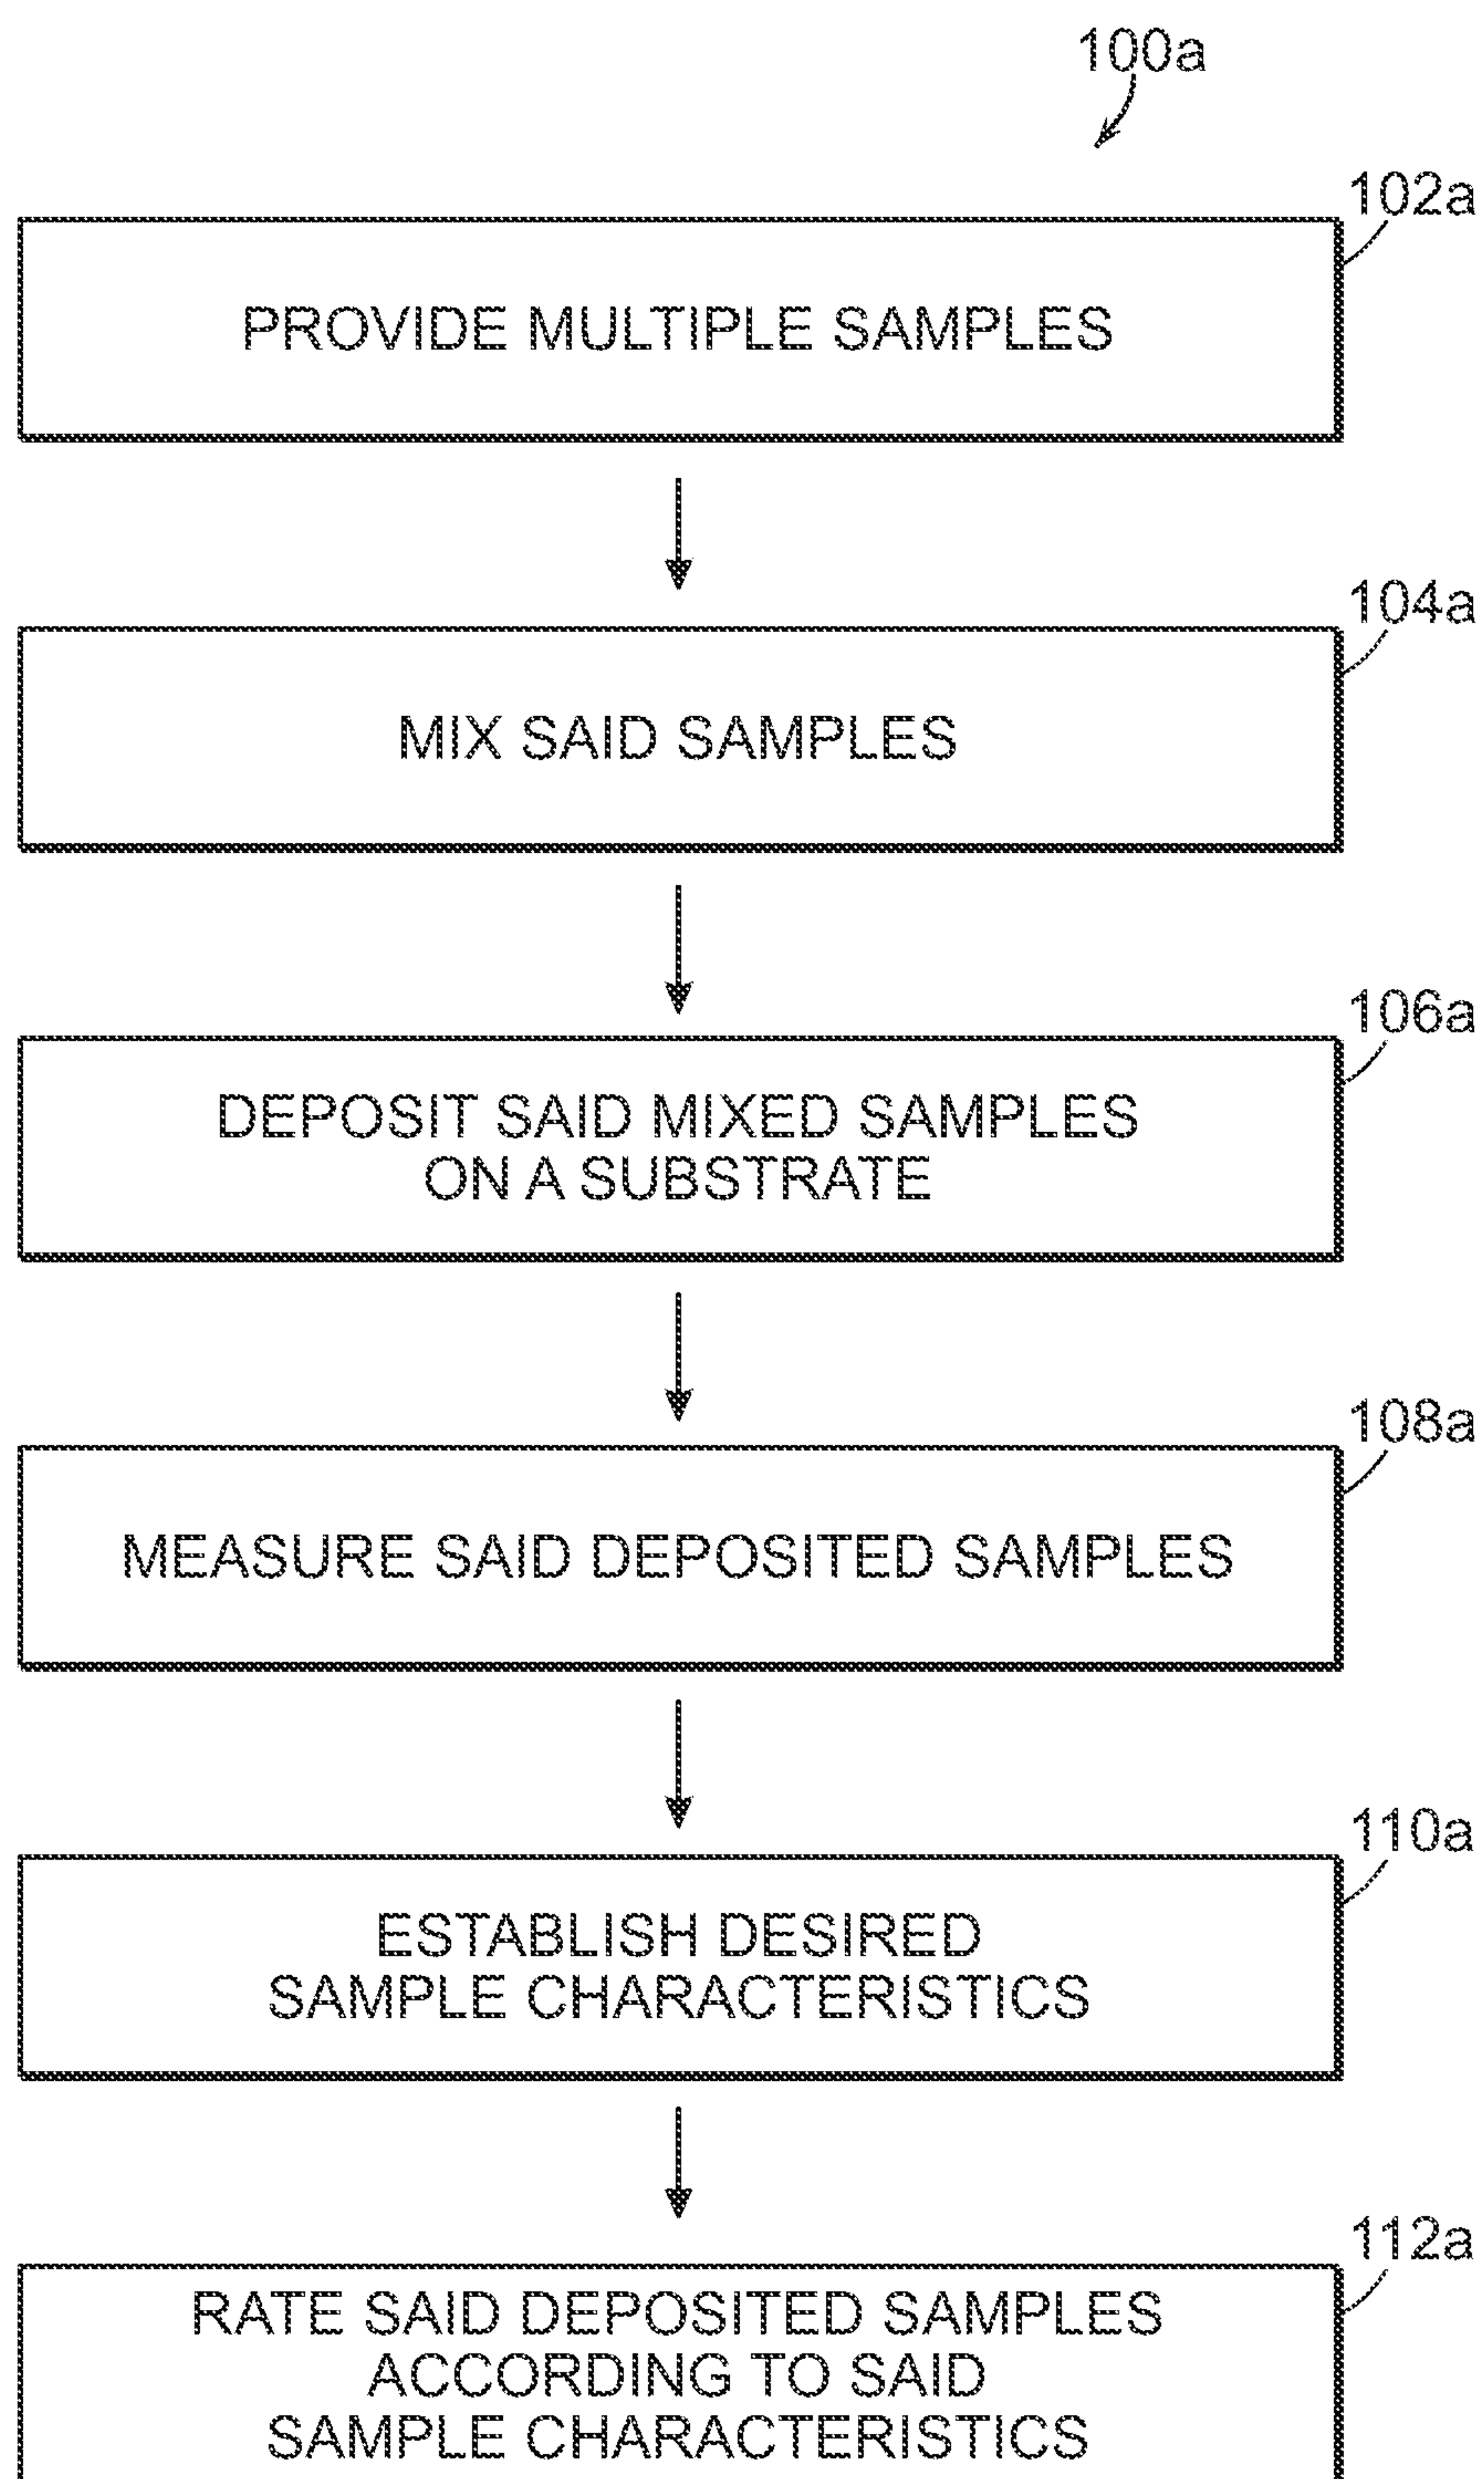 100a
102a
PROVIDE MULTIPLE SAMPLES
104a
MIX SAID SAMPLES
106a
DEPOSIT SAID MIXED SAMPLES
ON A SUBSTRATE
108a
MEASURE SAID DEPOSITED SAMPLES
110a
ESTABLISH DESIRED
SAMPLE CHARACTERISTICS
112a
RATE SAID DEPOSITED SAMPLES
ACCORDING TO SAID
SAMPLE CHARACTERISTICS